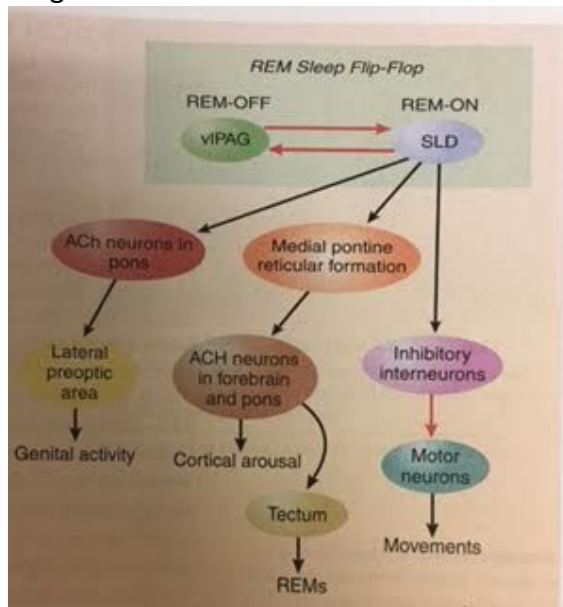 REM Sleep Flip-Flop
REM-OFF
REM-ON
vlPAG
SLD
ACh neurons in
pons
Medial pontine
reticular formation
Lateral
preoptic
area
ACH neurons
in forebrain
and pons
Inhibitory
interneurons
Genital activity
Cortical arousal
Motor
neurons
Tectum
Movements
REMs